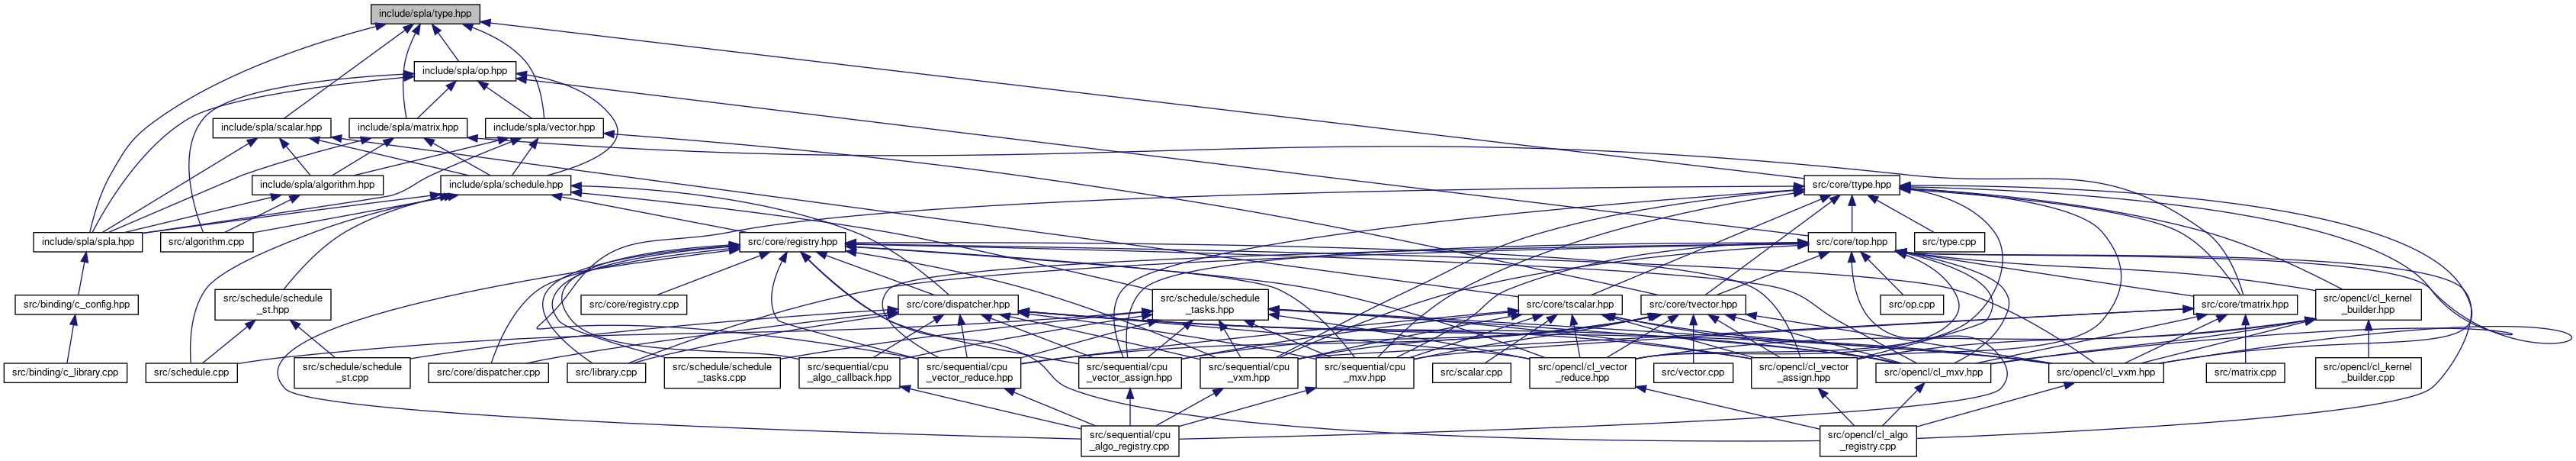 include/spla/type.hpp
include/spla/op.hpp
include/spla/scalar.hpp
include/spla/matrix.hpp
include/spla/vector.hpp
include/spla/algorithm.hpp
include/spla/schedule.hpp
src/core/ttype.hpp
include/spla/spla.hpp
src/algorithm.cpp
src/core/registry.hpp
src/core/top.hpp
src/type.cpp
src/binding/c_config.hpp
src/schedule/schedule
_st.hpp
src/core/registry.cpp
src/core/dispatcher.hpp
src/schedule/schedule
_tasks.hpp
src/core/tscalar.hpp
src/core/tvector.hpp
src/op.cpp
src/core/tmatrix.hpp
src/opencl/cl_kernel
_builder.hpp
src/binding/c_library.cpp
src/schedule.cpp
src/schedule/schedule
_st.cpp
src/core/dispatcher.cpp
src/library.cpp
src/schedule/schedule
_tasks.cpp
src/sequential/cpu
_algo_callback.hpp
src/sequential/cpu
_vector_reduce.hpp
src/sequential/cpu
_vector_assign.hpp
src/sequential/cpu
_vxm.hpp
src/sequential/cpu
_mxv.hpp
src/scalar.cpp
src/opencl/cl_vector
_reduce.hpp
src/vector.cpp
src/opencl/cl_vector
_assign.hpp
src/opencl/cl_mxv.hpp
src/opencl/cl_vxm.hpp
src/matrix.cpp
src/opencl/cl_kernel
_builder.cpp
src/sequential/cpu
_algo_registry.cpp
src/opencl/cl_algo
_registry.cpp